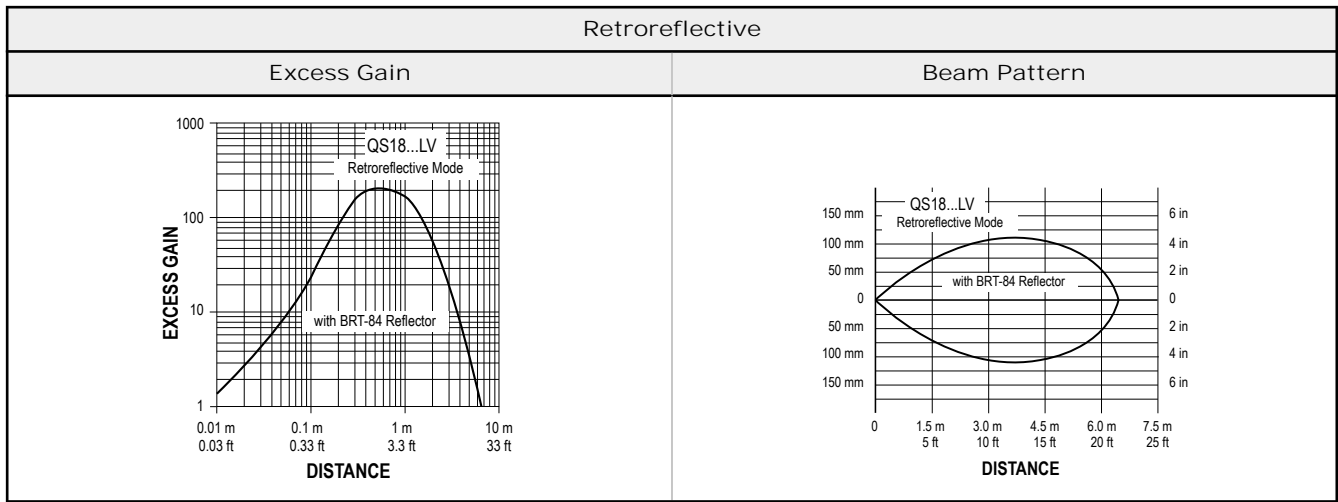 Retroreflective
Excess Gain
Beam Pattern
1000
100
10
1
EXCESS GAIN
QS18...LV
Retroreflective Mode
with BRT-84 Reflector
0.01 m
0.03 ft
0.1 m
0.33 ft
1 m
3.3 ft
10 m
33 ft
DISTANCE
150 mm
100 mm
50 mm
0
50 mm
100 mm
150 mm
QS18...LV
Retroreflective Mode
with BRT-84 Reflector
6 in
4 in
2 in
0
2 in
4 in
6 in
0
1.5 m
5 ft
3.0 m
10 ft
4.5 m
15 ft
6.0 m
20 ft
7.5 m
25 ft
DISTANCE